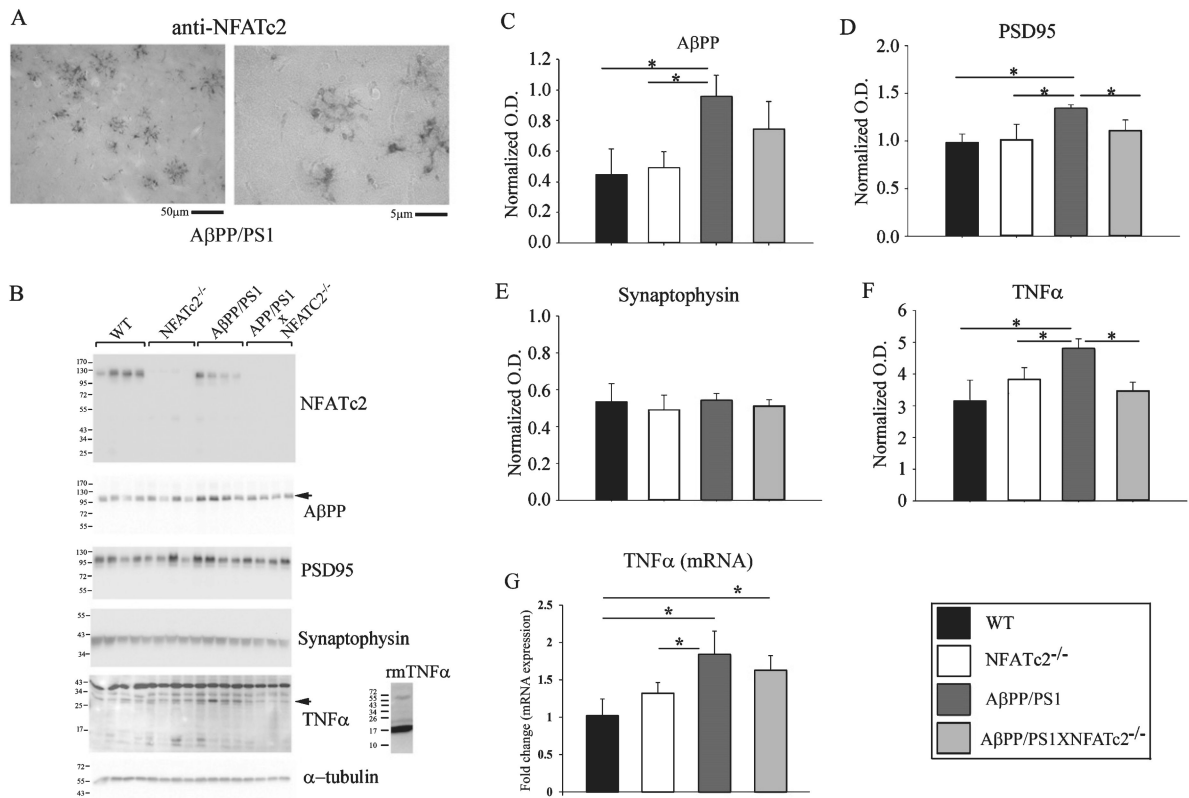 A
anti-NFATc2
50µm
5µm
AβPP/PS1
B
WT
NFATc2-/-
AβPP/PS1
APP/PS1
x
NFATC2-/-
170
130
95
72
55
43
34
25
NFATc2
170
130
95
72
55
AβPP
130
95
72
55
PSD95
55
43
34
Synaptophysin
43
34
25
17
TNFα
rmTNFα
72
55
43
34
26
17
10
72
55
43
α−tubulin
C
AβPP
Normalized O.D.
1.2
1.0
0.8
0.6
0.4
0.2
0.0
*
*
D
PSD95
Normalized O.D.
2.0
1.5
1.0
0.5
0.0
*
*
*
E
Synaptophysin
Normalized O.D.
1.0
0.8
0.6
0.4
0.2
0.0
F
TNFα
Normalized O.D.
6
5
4
3
2
1
0
*
*
*
G
TNFα (mRNA)
Fold change (mRNA expression)
2.5
2
1.5
1
0.5
0
*
*
*
WT
NFATc2-/-
AβPP/PS1
AβPP/PS1XNFATc2-/-